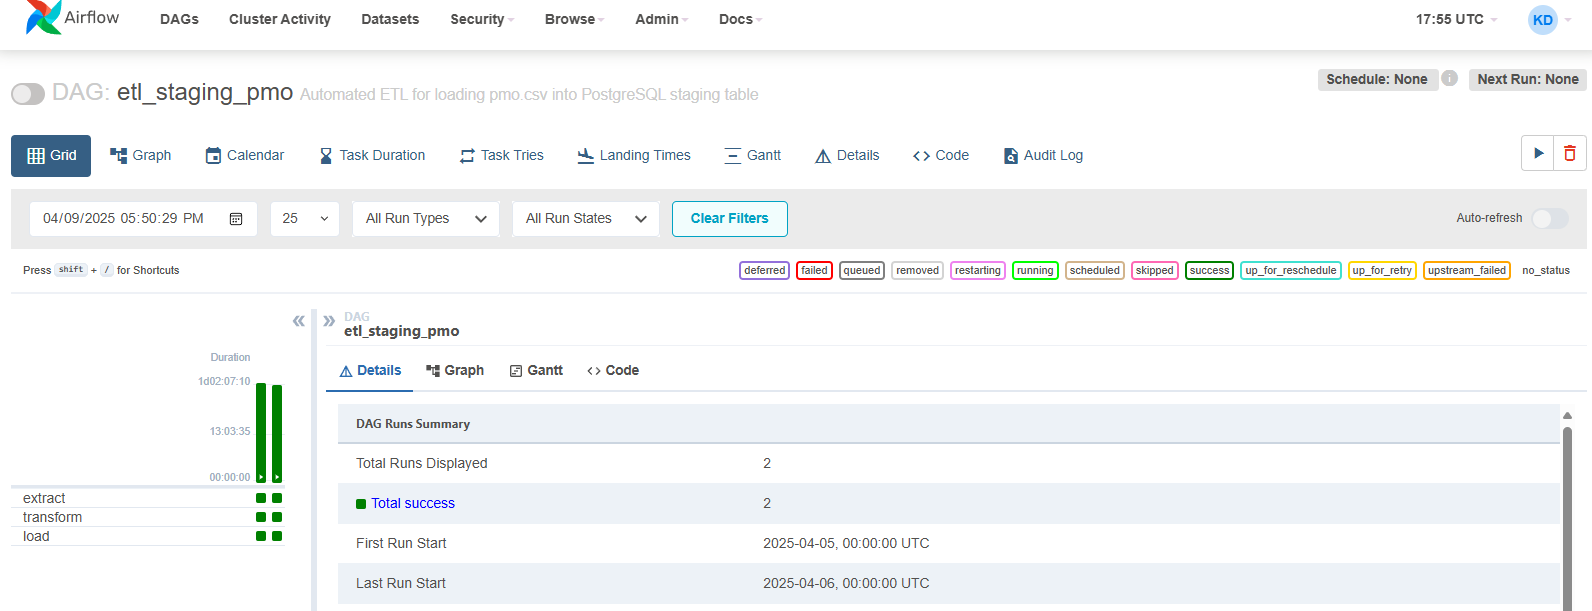 Airflow DAGs Cluster Activity Datasets Security Browse Admin Docs 17:55 UTC KD
DAG: etl_staging_pmo Automated ETL for loading pmo.csv into PostgreSQL staging table Schedule: None i Next Run: None
Grid Graph Calendar Task Duration Task Tries Landing Times Gantt Details Code Audit Log
04/09/2025 05:50:29 PM 25 All Run Types All Run States Clear Filters Auto-refresh
Press shift + / for Shortcuts deferred failed queued removed restarting running scheduled skipped success up_for_reschedule up_for_retry upstream_failed no_status
Duration
1d02:07:10
13:03:35
00:00:00
extract
transform
load
DAG
etl_staging_pmo
Details Graph Gantt Code
DAG Runs Summary
Total Runs Displayed 2
Total success 2
First Run Start 2025-04-05, 00:00:00 UTC
Last Run Start 2025-04-06, 00:00:00 UTC